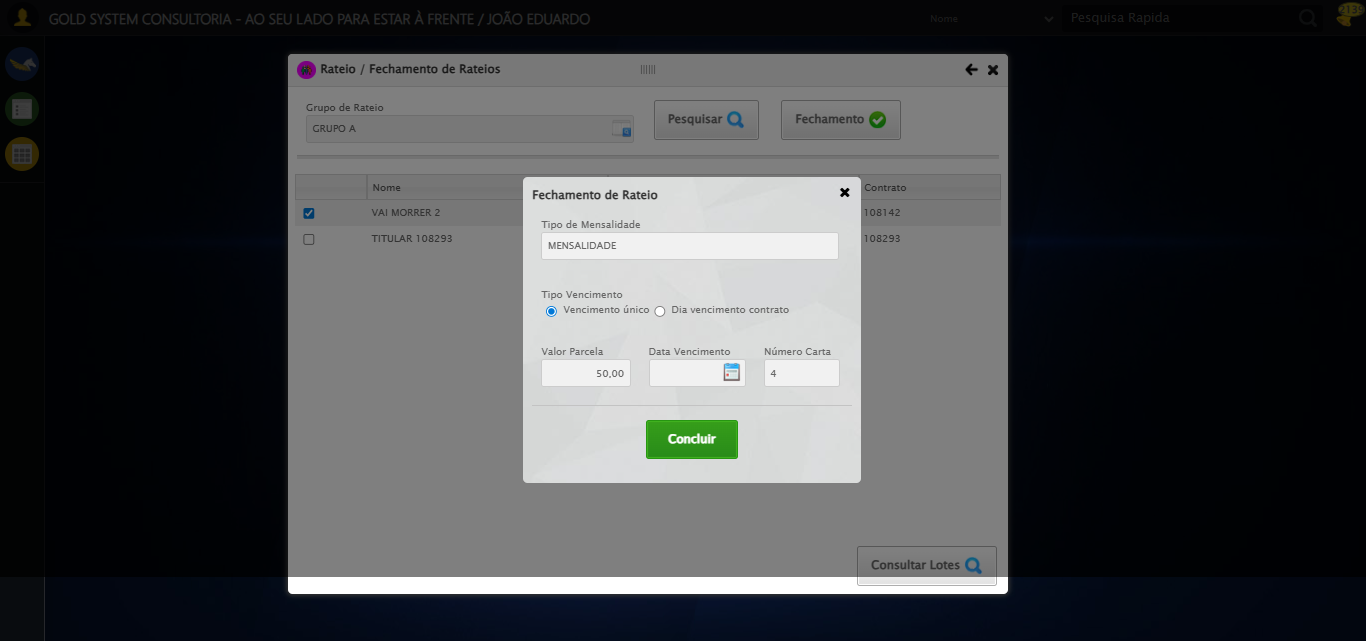 GOLD SYSTEM CONSULTORIA - AO SEU LADO PARA ESTAR À FRENTE / JOÃO EDUARDO
Nome
Pesquisa Rapida
213
Rateio / Fechamento de Rateios
Grupo de Rateio
GRUPO A
Pesquisar
Fechamento
Nome
Contrato
VAI MORRER 2
108142
TITULAR 108293
108293
Fechamento de Rateio
Tipo de Mensalidade
MENSALIDADE
Tipo Vencimento
Vencimento único
Dia vencimento contrato
Valor Parcela
Data Vencimento
Número Carta
50,00
4
Concluir
Consultar Lotes